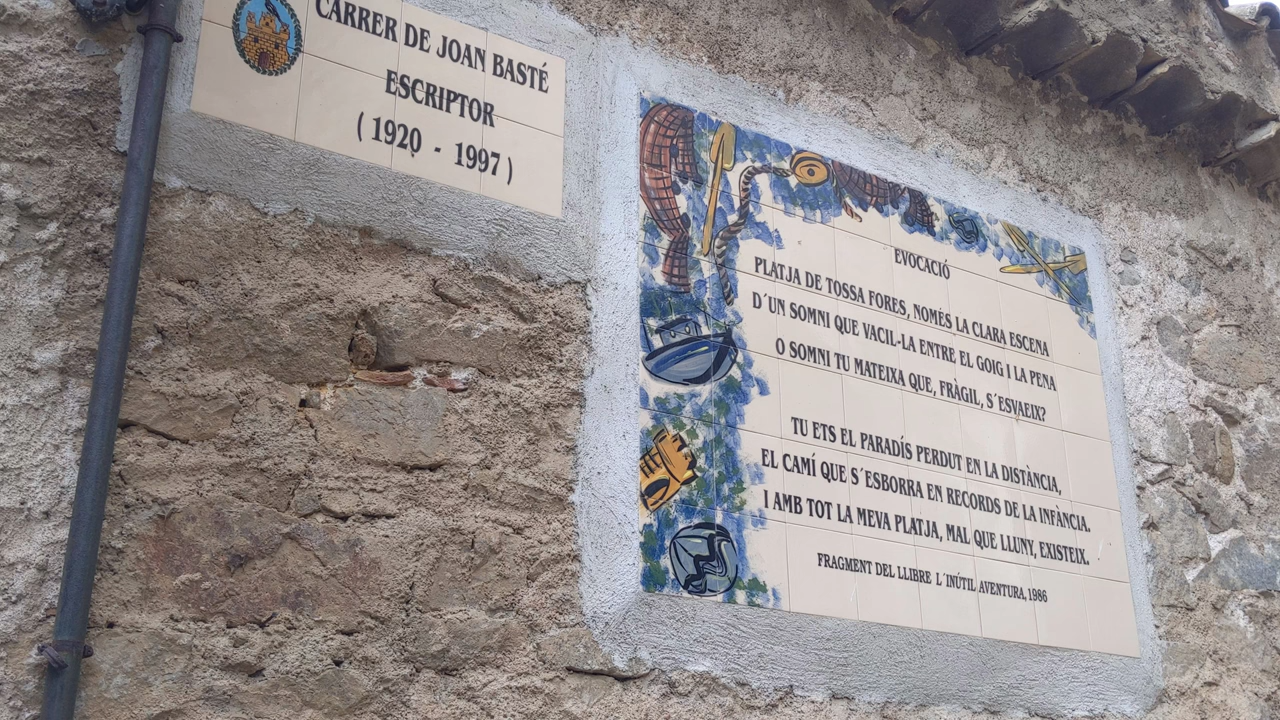 CARRER DE JOAN BASTÉ
ESCRIPTOR
( 1920 - 1997 )
EVOCACIÓ
PLATJA DE TOSSA FORES, NOMÉS LA CLARA ESCENA
D´UN SOMNI QUE VACIL-LA ENTRE EL GOIG I LA PENA
O SOMNI TU MATEIXA QUE, FRÀGIL, S´ESVAEIX?
TU ETS EL PARADÍS PERDUT EN LA DISTÀNCIA,
EL CAMÍ QUE S´ESBORRA EN RECORDS DE LA INFÀNCIA.
I AMB TOT LA MEVA PLATJA, MAL QUE LLUNY, EXISTEIX.
FRAGMENT DEL LLIBRE L´INÚTIL AVENTURA,1986